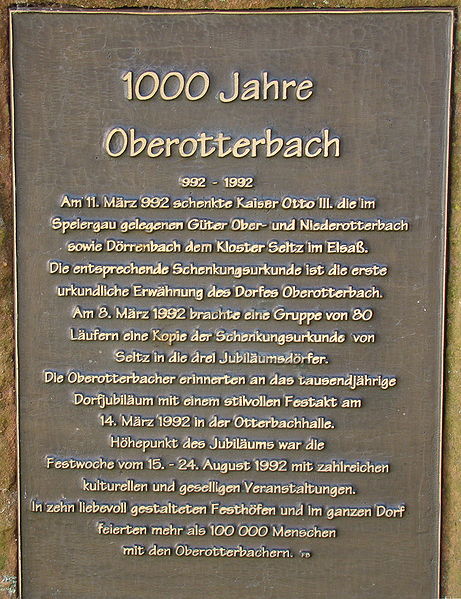 1000 Jahre
Oberotterbach
992 - 1992
Am 11. März 992 schenkte Kaiser Otto III. die im
Speiergau gelegenen Güter Ober- und Niederotterbach
sowie Dörrenbach dem Kloster Seltz im Elsaß.
Die entsprechende Schenkungsurkunde ist die erste
urkundliche Erwähnung des Dorfes Oberotterbach.
Am 8. März 1992 brachte eine Gruppe von 80
Läufern eine Kopie der Schenkungsurkunde von
Seltz in die drei Jubiläumsdörfer.
Die Oberotterbacher erinnerten an das tausendjährige
Dorfjubiläum mit einem stilvollen Festakt am
14. März 1992 in der Otterbachhalle.
Höhepunkt des Jubiläums war die
Festwoche vom 15. - 24. August 1992 mit zahlreichen
kulturellen und geselligen Veranstaltungen.
In zehn liebevoll gestalteten Festhöfen und im ganzen Dorf
feierten mehr als 100 000 Menschen
mit den Oberotterbachern. FB